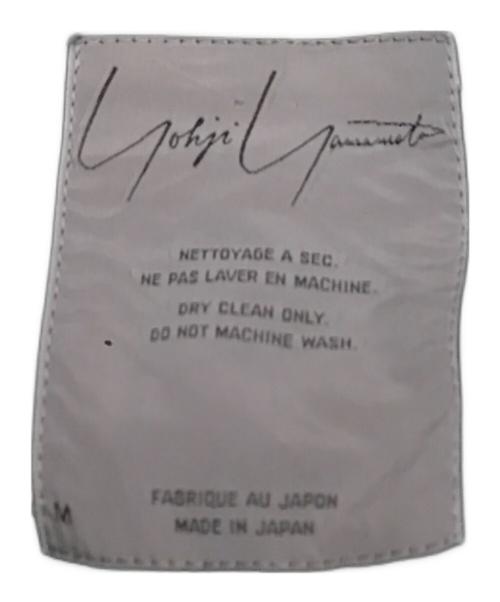 Yohji Yamamoto
NETTOYAGE A SEC.
NE PAS LAVER EN MACHINE.
DRY CLEAN ONLY.
DO NOT MACHINE WASH.
FABRIQUE AU JAPON
MADE IN JAPAN
M